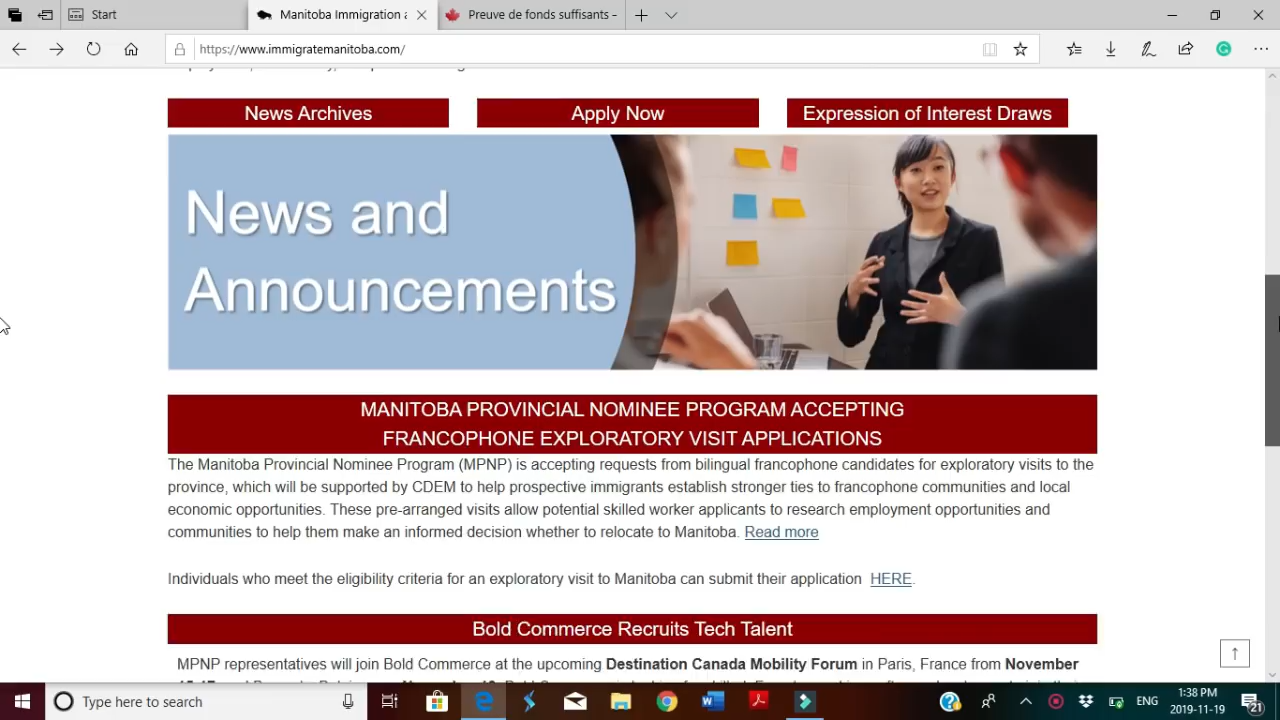 Start
Manitoba Immigration a
Preuve de fonds suffisants -
https://www.immigratemanitoba.com/
News Archives
Apply Now
Expression of Interest Draws
News and
Announcements
MANITOBA PROVINCIAL NOMINEE PROGRAM ACCEPTING
FRANCOPHONE EXPLORATORY VISIT APPLICATIONS
The Manitoba Provincial Nominee Program (MPNP) is accepting requests from bilingual francophone candidates for exploratory visits to the
province, which will be supported by CDEM to help prospective immigrants establish stronger ties to francophone communities and local
economic opportunities. These pre-arranged visits allow potential skilled worker applicants to research employment opportunities and
communities to help them make an informed decision whether to relocate to Manitoba. Read more
Individuals who meet the eligibility criteria for an exploratory visit to Manitoba can submit their application HERE.
Bold Commerce Recruits Tech Talent
MPNP representatives will join Bold Commerce at the upcoming Destination Canada Mobility Forum in Paris, France from November
Type here to search
ENG
1:38 PM
2019-11-19
21